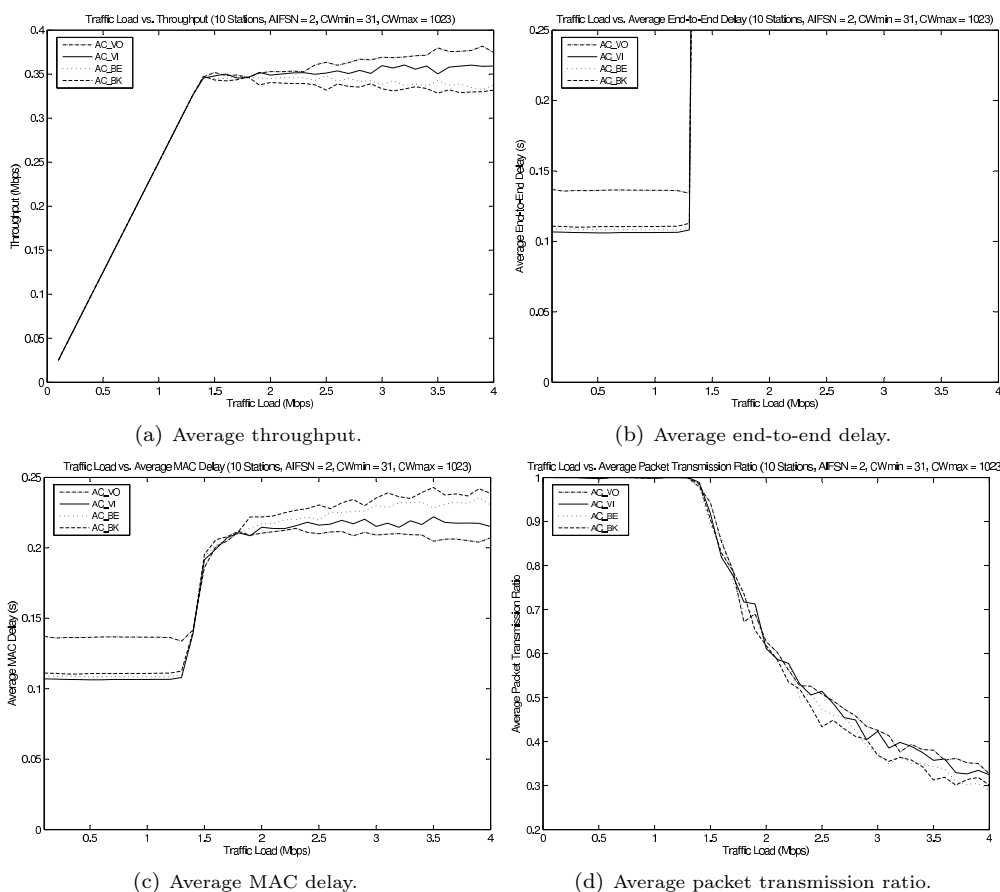 Traffic Load vs. Throughput (10 Stations, AIFSN = 2, CWmin = 31, CWmax = 1023)
0.4
0.35
0.3
0.25
0.2
0.15
0.1
0.05
0
Throughput (Mbps)
AC_VO
AC_VI
AC_BE
AC_BK
0 0.5 1 1.5 2 2.5 3 3.5 4
Traffic Load (Mbps)
(a) Average throughput.
Traffic Load vs. Average End-to-End Delay (10 Stations, AIFSN = 2, CWmin = 31, CWmax = 1023)
0.25
0.2
0.15
0.1
0.05
0
Average End-to-End Delay (s)
AC_VO
AC_VI
AC_BE
AC_BK
0.5 1 1.5 2 2.5 3 3.5 4
Traffic Load (Mbps)
(b) Average end-to-end delay.
Traffic Load vs. Average MAC Delay (10 Stations, AIFSN = 2, CWmin = 31, CWmax = 1023)
0.25
0.2
0.15
0.1
0.05
0
Average MAC Delay (s)
AC_VO
AC_VI
AC_BE
AC_BK
0.5 1 1.5 2 2.5 3 3.5 4
Traffic Load (Mbps)
(c) Average MAC delay.
Traffic Load vs. Average Packet Transmission Ratio (10 Stations, AIFSN = 2, CWmin = 31, CWmax = 1023
1
0.9
0.8
0.7
0.6
0.5
0.4
0.3
0.2
Average Packet Transmission Ratio
AC_VO
AC_VI
AC_BE
AC_BK
0 0.5 1 1.5 2 2.5 3 3.5 4
Traffic Load (Mbps)
(d) Average packet transmission ratio.